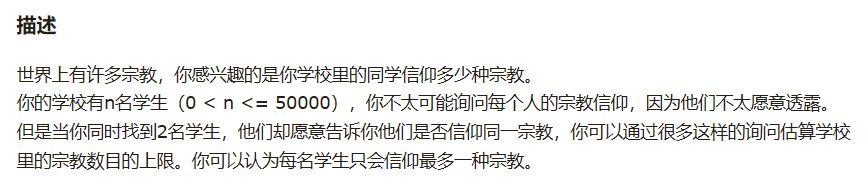 描述
世界上有许多宗教，你感兴趣的是你学校里的同学信仰多少种宗教。
你的学校有n名学生（0 < n <= 50000），你不太可能询问每个人的宗教信仰，因为他们不太愿意透露。
但是当你同时找到2名学生，他们却愿意告诉你他们是否信仰同一宗教，你可以通过很多这样的询问估算学校
里的宗教数目的上限。你可以认为每名学生只会信仰最多一种宗教。